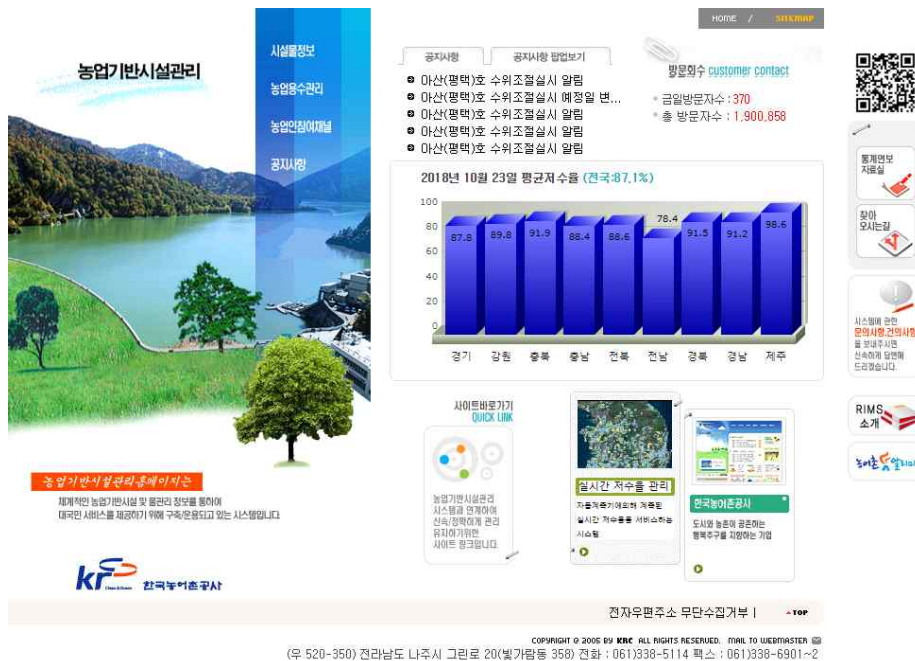 HOME / SITEMAP
농업기반시설관리
시설물정보
농업용수관리
농업인참여채널
공지사항
공지사항
공지사항 팝업보기
아산(평택)호 수위조절실시 알림
아산(평택)호 수위조절실시 예정일 변...
아산(평택)호 수위조절실시 알림
아산(평택)호 수위조절실시 알림
아산(평택)호 수위조절실시 알림
방문회수 customer contact
금일방문자수 : 370
총 방문자수 : 1,900,858
2018년 10월 23일 평균저수율 (전국:87.1%)
100
80
60
40
20
0
87.8
89.8
91.9
88.4
88.6
78.4
91.5
91.2
98.6
경기 강원 충북 충남 전북 전남 경북 경남 제주
통계연보
자료실
찾아
오시는길
시스템에 관한
문의사항,건의사항
을 보내주시면
신속하게 답변해
드리겠습니다.
RIMS
소개
농어촌 알리미
사이트바로가기
QUICK LINK
농업기반시설관리
시스템과 연계하여
신속/정확하게 관리
유지하기위한
사이트 링크입니다.
실시간 저수율 관리
자동계측기에의해 계측된
실시간 저수율을 서비스하는
시스템
한국농어촌공사
도시와 농촌이 공존하는
행복추구를 지향하는 기업
농업기반시설관리홈페이지는
체계적인 농업기반시설 및 물관리 정보를 통하여
대국민 서비스를 제공하기 위해 구축/운용되고 있는 시스템입니다.
kr 한국농어촌공사
전자우편주소 무단수집거부 | TOP
COPYRIGHT @ 2005 BY KRC ALL RIGHTS RESERVED. MAIL TO WEBMASTER
(우 520-350) 전라남도 나주시 그린로 20(빛가람동 358) 전화 : 061)338-5114 팩스 : 061)338-6901~2